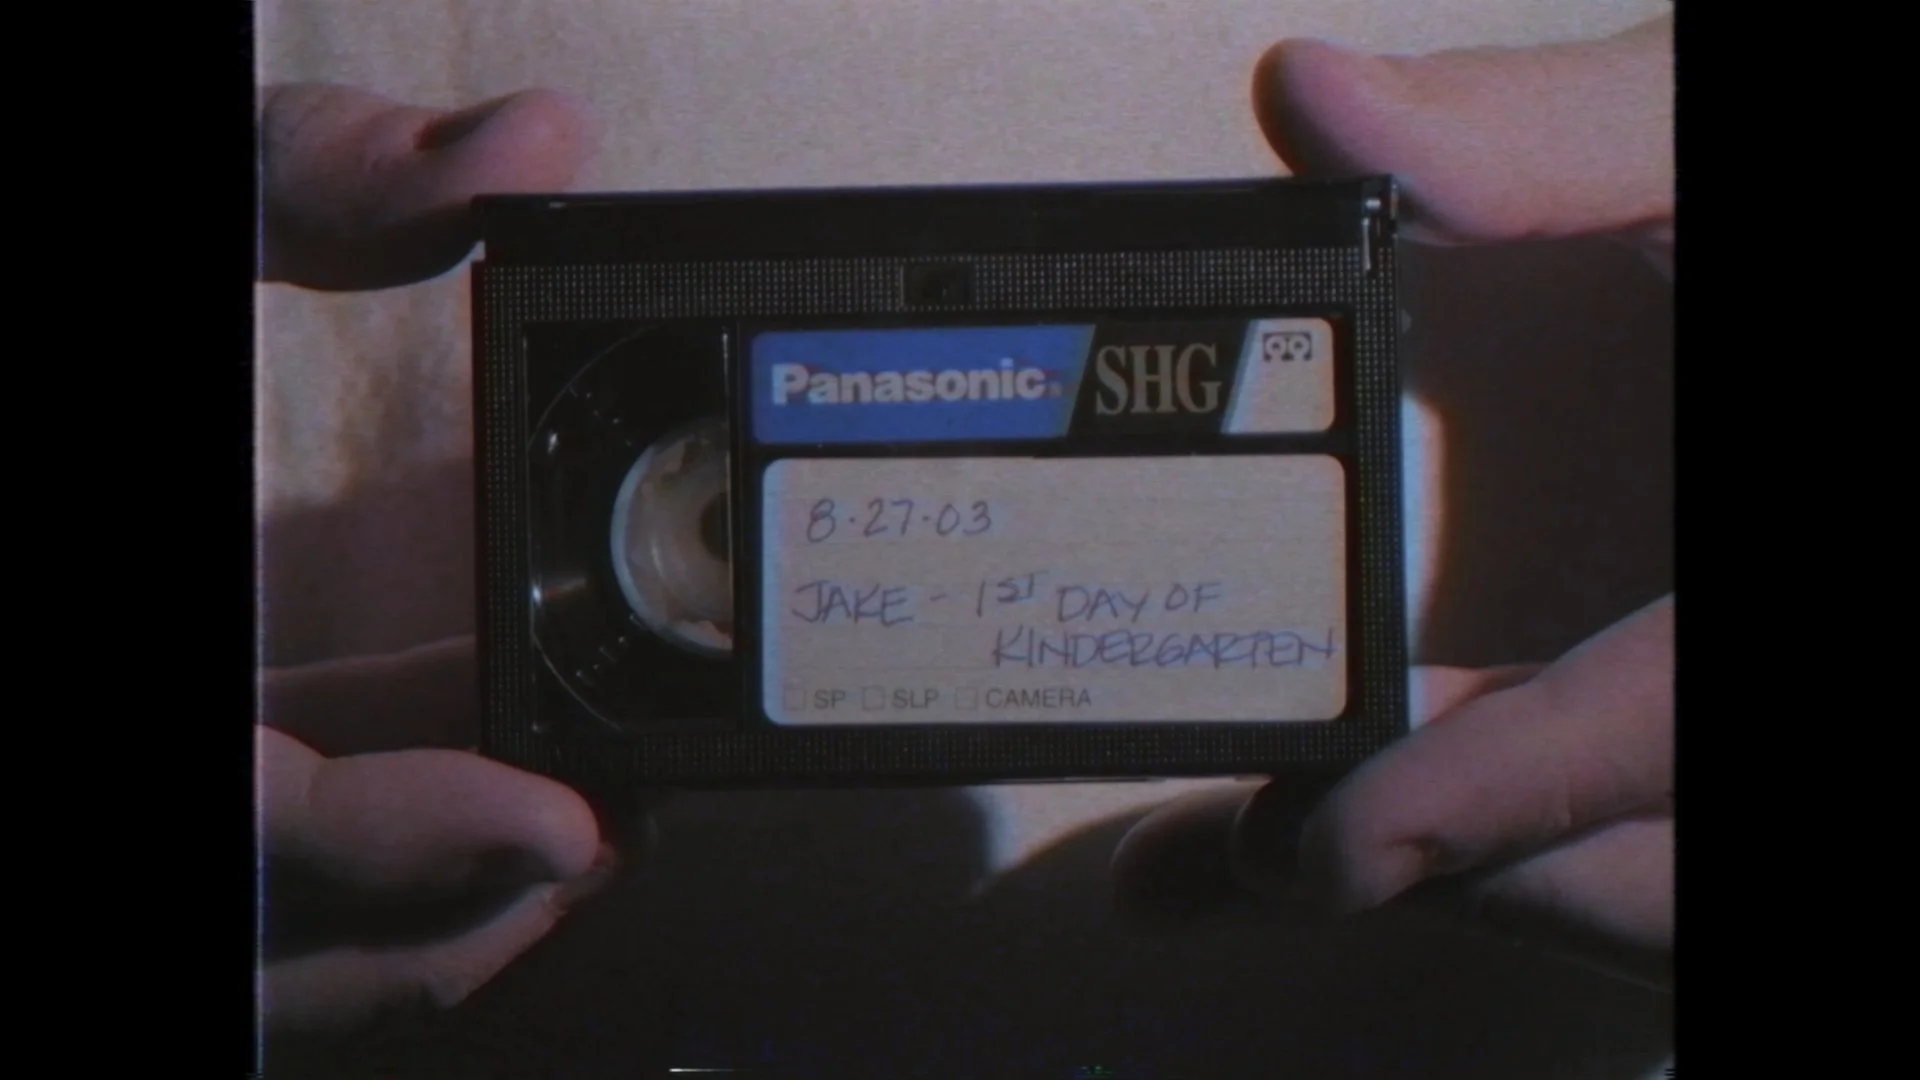 Panasonic SHG
8·27·03
JAKE - 1ST DAY OF
KINDERGARTEN
SP SLP CAMERA